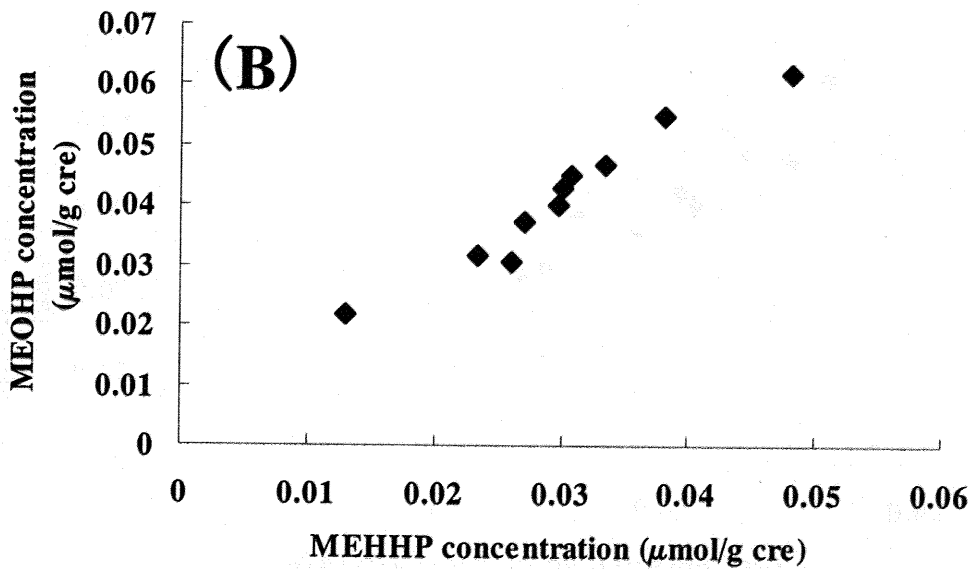 (B)
MEOHP concentration
(μmol/g cre)
0.07
0.06
0.05
0.04
0.03
0.02
0.01
0
0 0.01 0.02 0.03 0.04 0.05 0.06
MEHHP concentration (μmol/g cre)